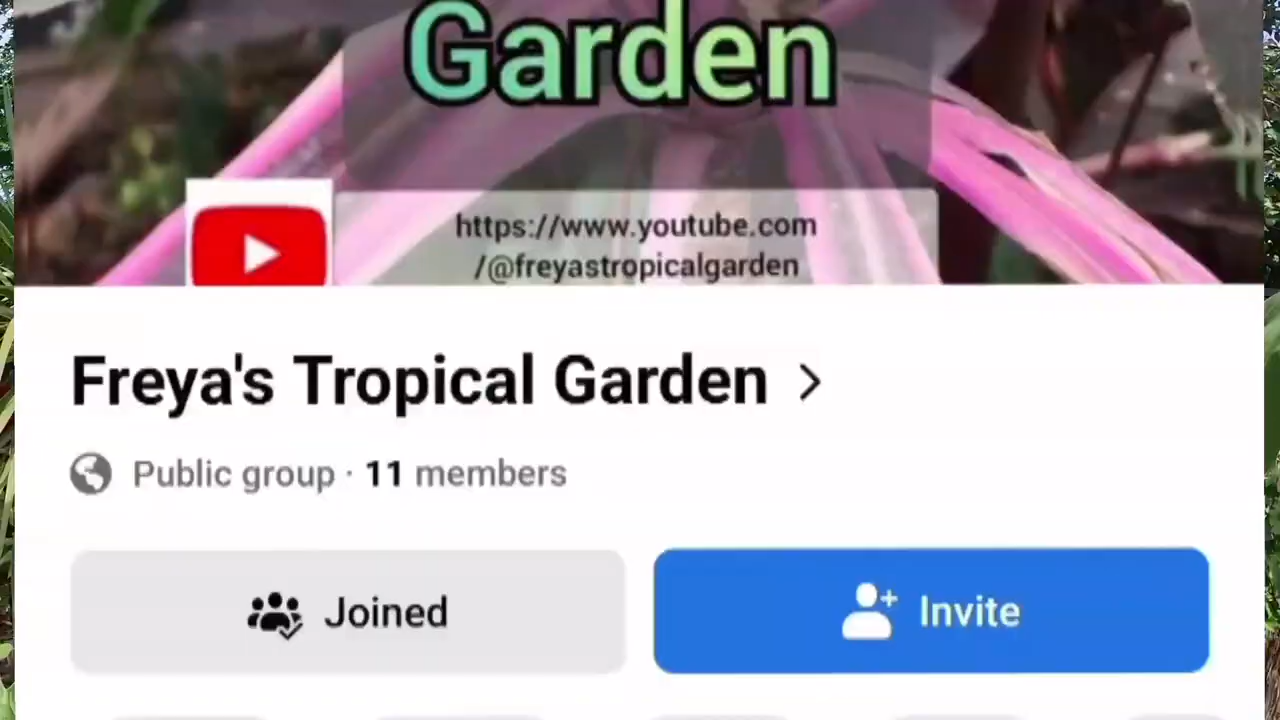 Garden
https://www.youtube.com
/@freyastropicalgarden
Freya's Tropical Garden
Public group · 11 members
Joined
Invite